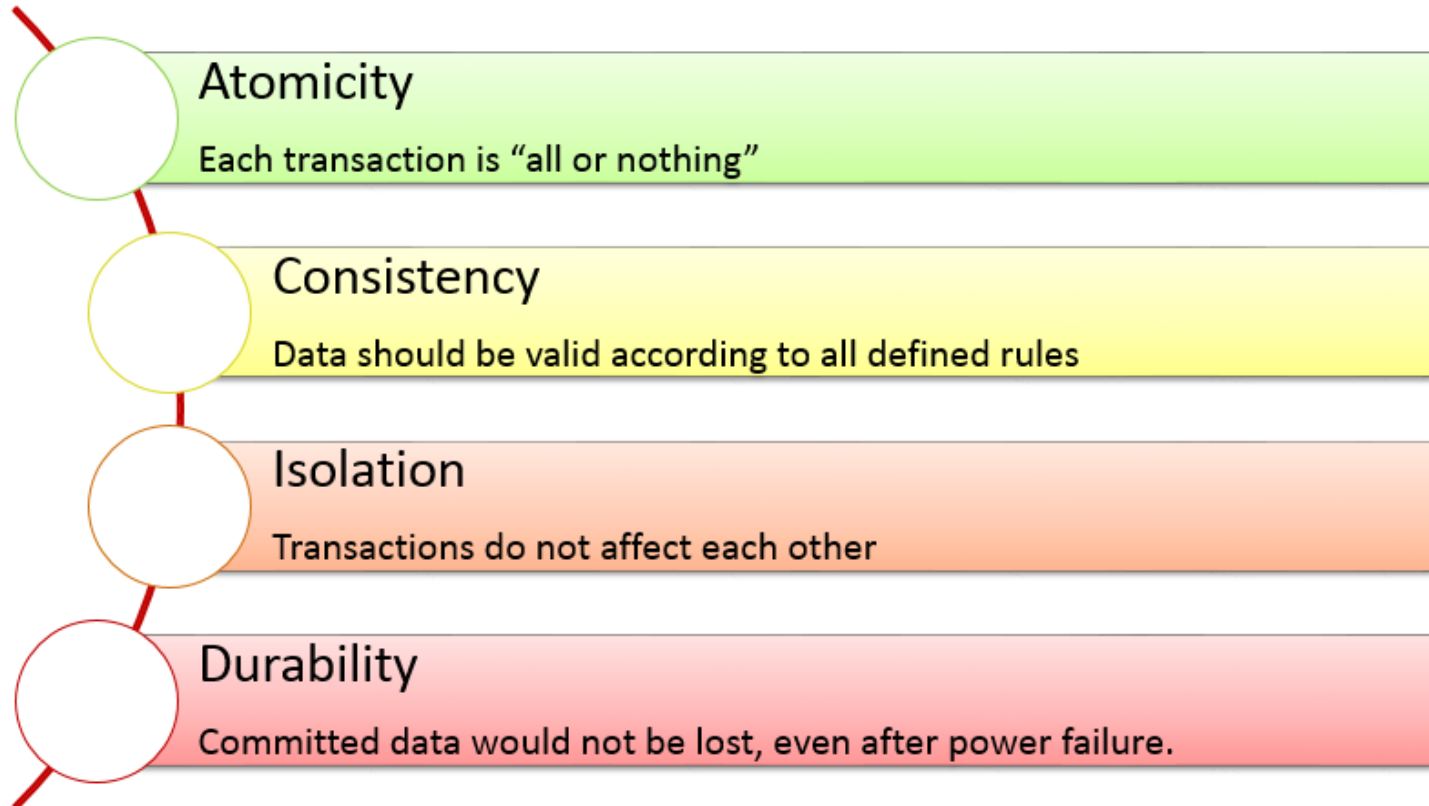 Atomicity
Each transaction is “all or nothing”
Consistency
Data should be valid according to all defined rules
Isolation
Transactions do not affect each other
Durability
Committed data would not be lost, even after power failure.